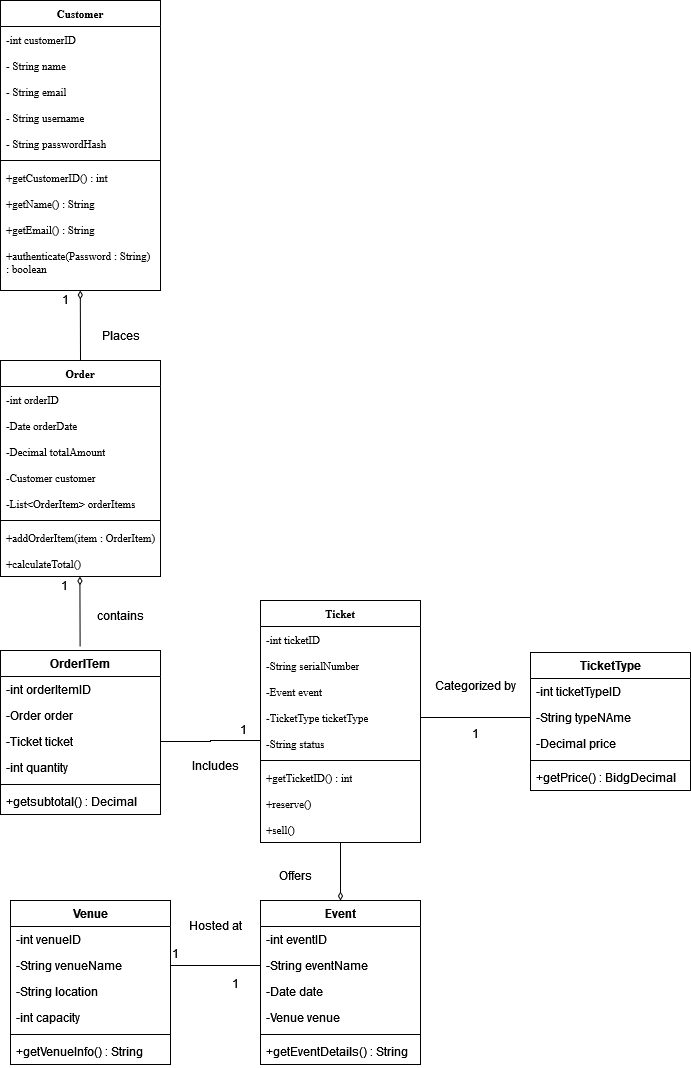 Customer
-int customerID
- String name
- String email
- String username
- String passwordHash
+getCustomerID() : int
+getName() : String
+getEmail() : String
+authenticate(Password : String)
: boolean
1
Places
Order
-int orderID
-Date orderDate
-Decimal totalAmount
-Customer customer
-List<OrderItem> orderItems
+addOrderItem(item : OrderItem)
+calculateTotal()
1
contains
OrderITem
-int orderItemID
-Order order
-Ticket ticket
-int quantity
+getsubtotal() : Decimal
1
Includes
Ticket
-int ticketID
-String serialNumber
-Event event
-TicketType ticketType
-String status
+getTicketID() : int
+reserve()
+sell()
Categorized by
1
TicketType
-int ticketTypeID
-String typeNAme
-Decimal price
+getPrice() : BidgDecimal
Offers
Venue
-int venueID
-String venueName
-String location
-int capacity
+getVenueInfo() : String
Hosted at
1
1
Event
-int eventID
-String eventName
-Date date
-Venue venue
+getEventDetails() : String